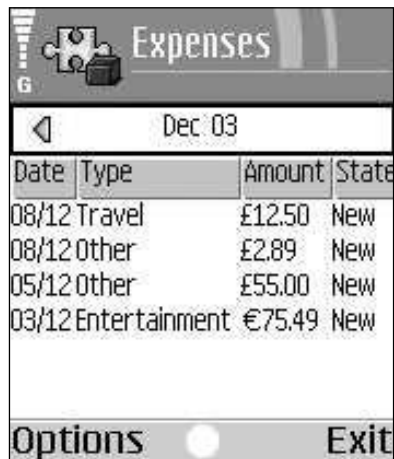 Expenses
G
Dec 03
Date Type Amount State
08/12 Travel £12.50 New
08/12 Other £2.89 New
05/12 Other £55.00 New
03/12 Entertainment €75.49 New
Options Exit